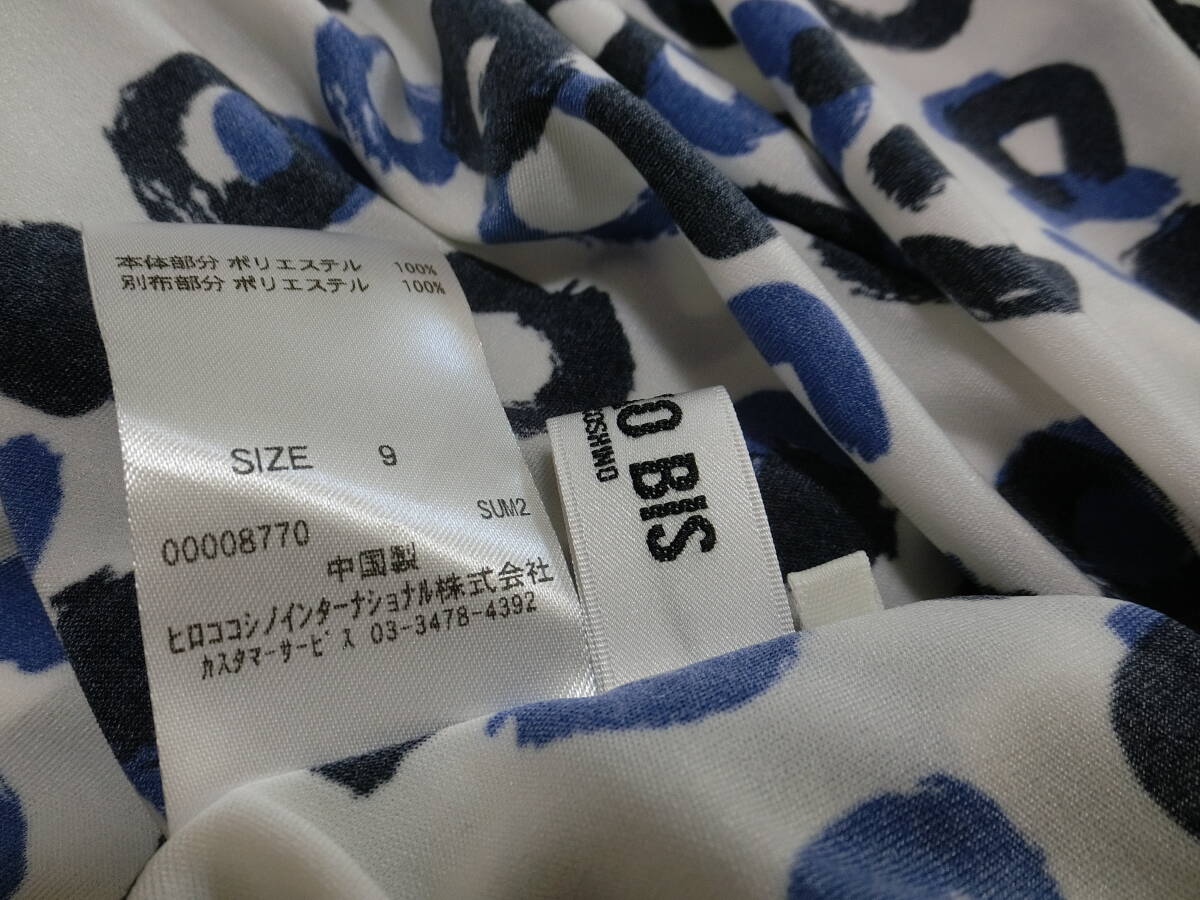 本体部分 ポリエステル 100%
別布部分 ポリエステル 100%
SIZE 9
SUM2
00008770
中国製
ヒロココシノインターナショナル株式会社
カスタマーサービス 03-3478-4392
O BIS
OSHINO